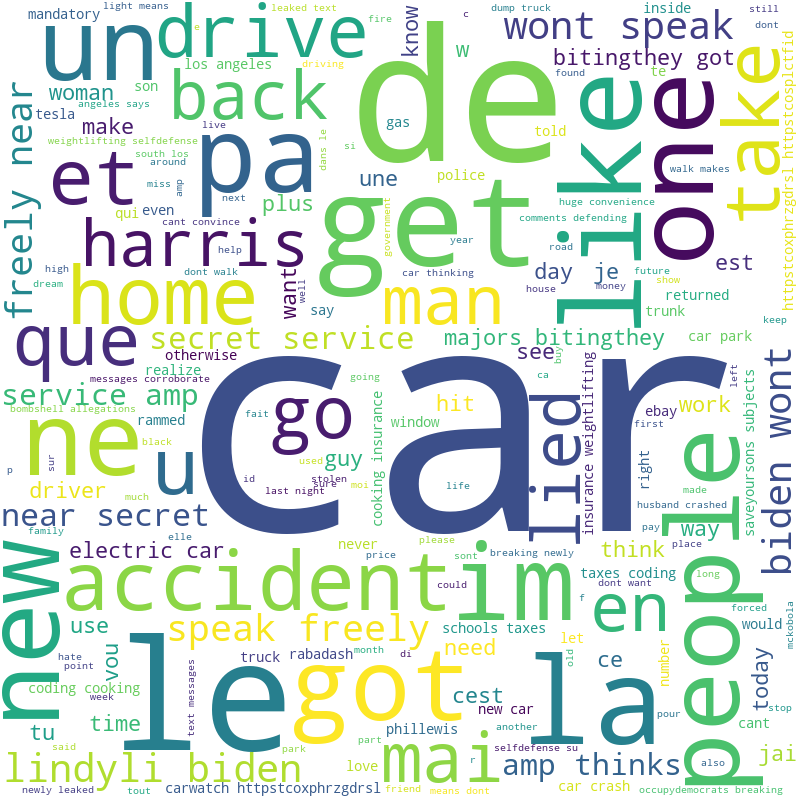 mandatory
light means
leaked text
fire
c
dump truck
dont
still
un
drive
know
wont speak
inside
e
driving
los angeles
w
bitingthey got
woman
son
back
de
like
one
te
found
take
angeles says
tesla
gas
told
httpstcoxphrzgdrsl httpstcosplctfid
make
weightlifting selfdefense
live
pa
dans le
si
walk makes
freely near
et
south los
around
une
police
miss
amp
plus
huge convenience
qui
even
next
get
comments defending
harris
cant convince
government
year
road
help
est
high
dont walk
car thinking
day
je
future
dream
want
well
house
money
show
home
say
man
trunk
returned
keep
que
secret service
majors bitingthey
car park
otherwise
see
buy
realize
messages corroborate
going
ca
left
service amp
car
lied
insurance weightlifting
biden wont
bombshell allegations
fait
go
hit
ebay
work
first
ne
rammed
window
people
saveyoursons subjects
black
guy
cooking insurance
p
sur
u
id
used
stolen
made
driver
much
last night
sure
moi
life
right
husband crashed
near secret
pay
way
family
elle
please
never
new
electric car
price
sont
breaking newly
think
place
accident
im
taxes coding
long
could
dont want
use
speak freely
f
en
forced
would
mckobola
schools taxes
let
hate
point
vou
truck
rabadash
month
di
need
ce
number
today
le
got
old
la
coding cooking
week
text messages
new car
cest
stop
tu
time
phillewis
another
pour
cant
said
park
part
selfdefense su
also
jai
lindyli biden
love
mai
r
amp thinks
newly leaked
tout
carwatch httpstcoxphrzgdrsl
friend
means dont
car crash
occupydemocrats breaking